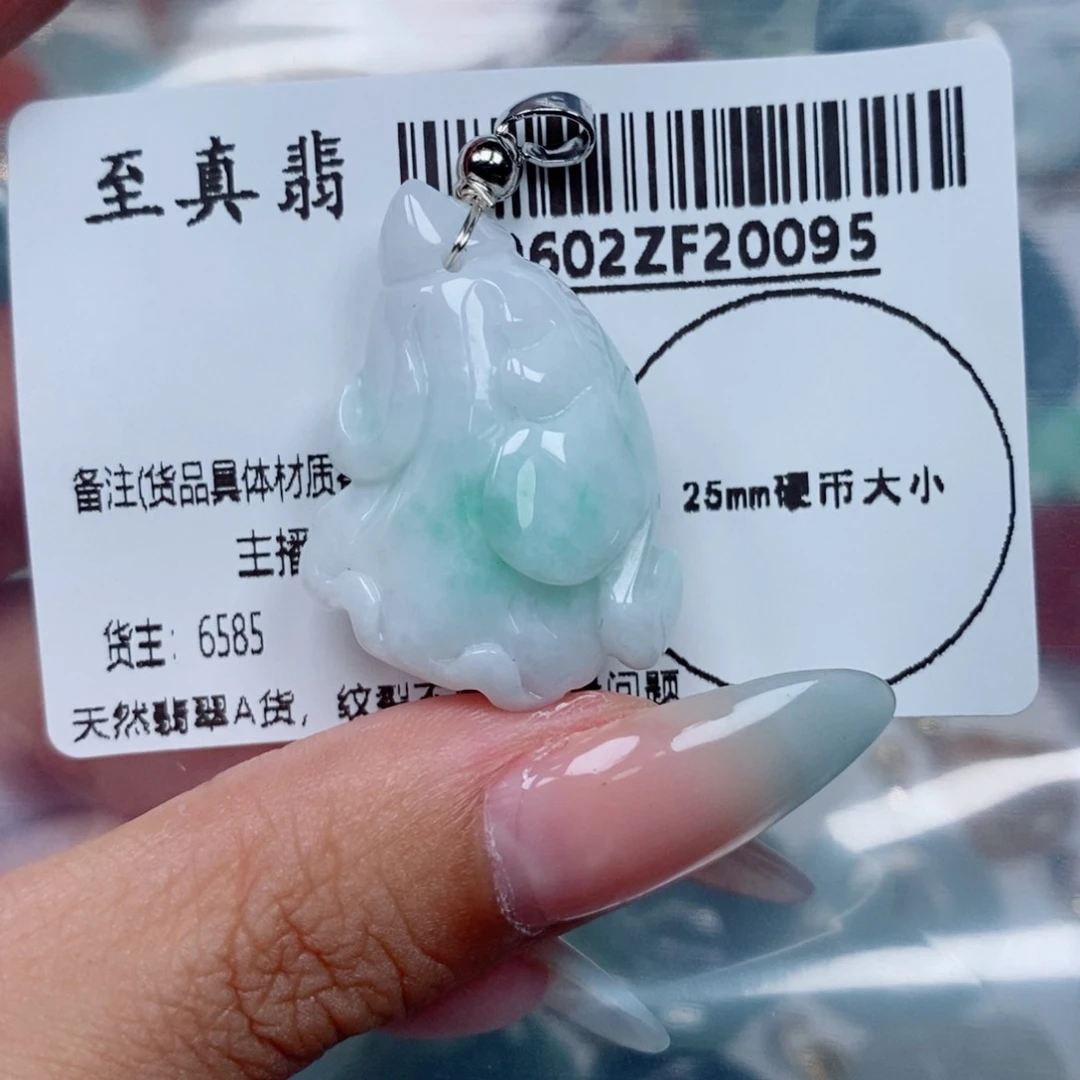 至真翡
602ZF20095
25mm硬币大小
备注(货品具体材质
主播
货主: 6585
天然翡翠A货, 纹裂不 问题